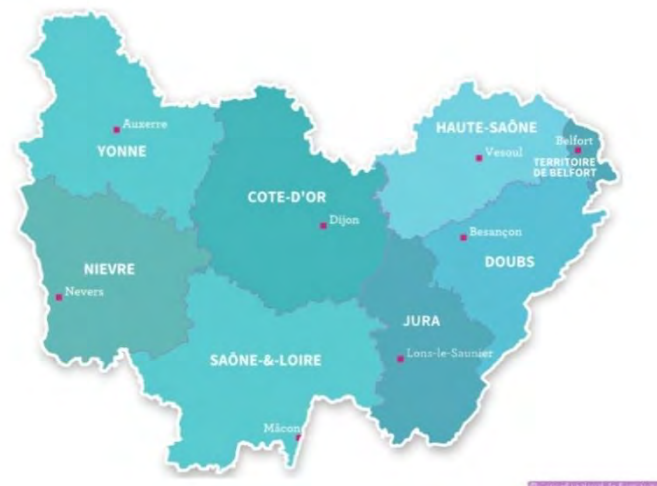 Auxerre
YONNE
HAUTE-SAÔNE
Vesoul
Belfort
TERRITOIRE
DE BELFORT
COTE-D'OR
Dijon
Besançon
DOUBS
NIEVRE
Nevers
JURA
Lons-le-Saunier
SAÔNE-&-LOIRE
Mâcon